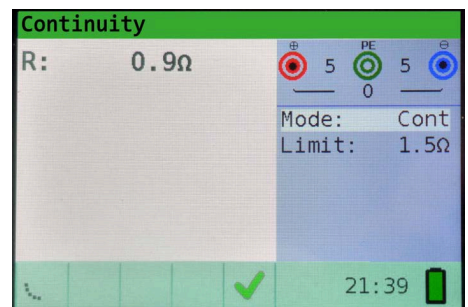 Continuity
R: 0.9Ω
⊕ PE ⊖
5 5
0
Mode: Cont
Limit: 1.5Ω
21:39